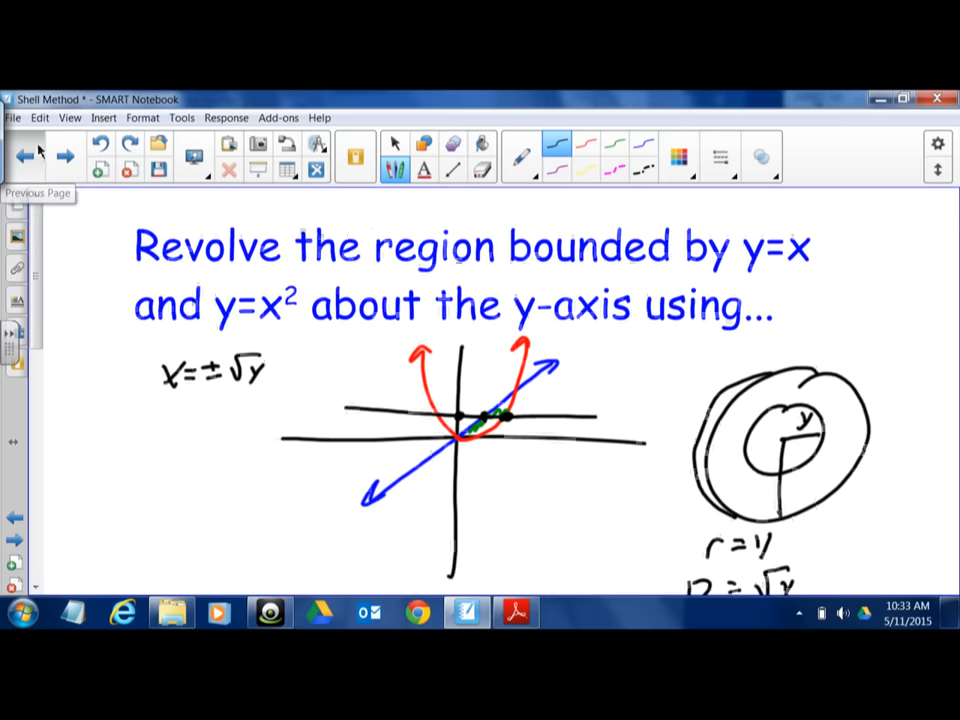 Shell Method * - SMART Notebook
File Edit View Insert Format Tools Response Add-ons Help
Previous Page
Revolve the region bounded by y=x
and y=x² about the y-axis using...
x=±√y
y
r=y
R=√y
10:33 AM
5/11/2015